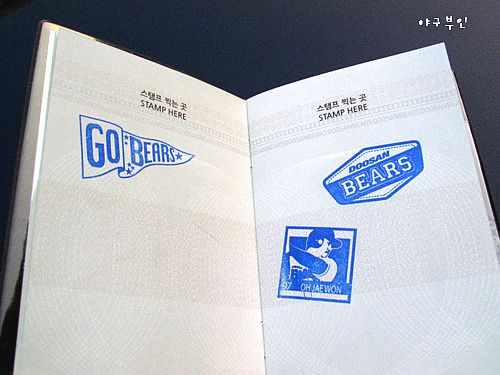 야구부인
스탬프 찍는 곳
STAMP HERE
GO BEARS
스탬프 찍는 곳
STAMP HERE
DOOSAN
BEARS
97 OH JAE WON